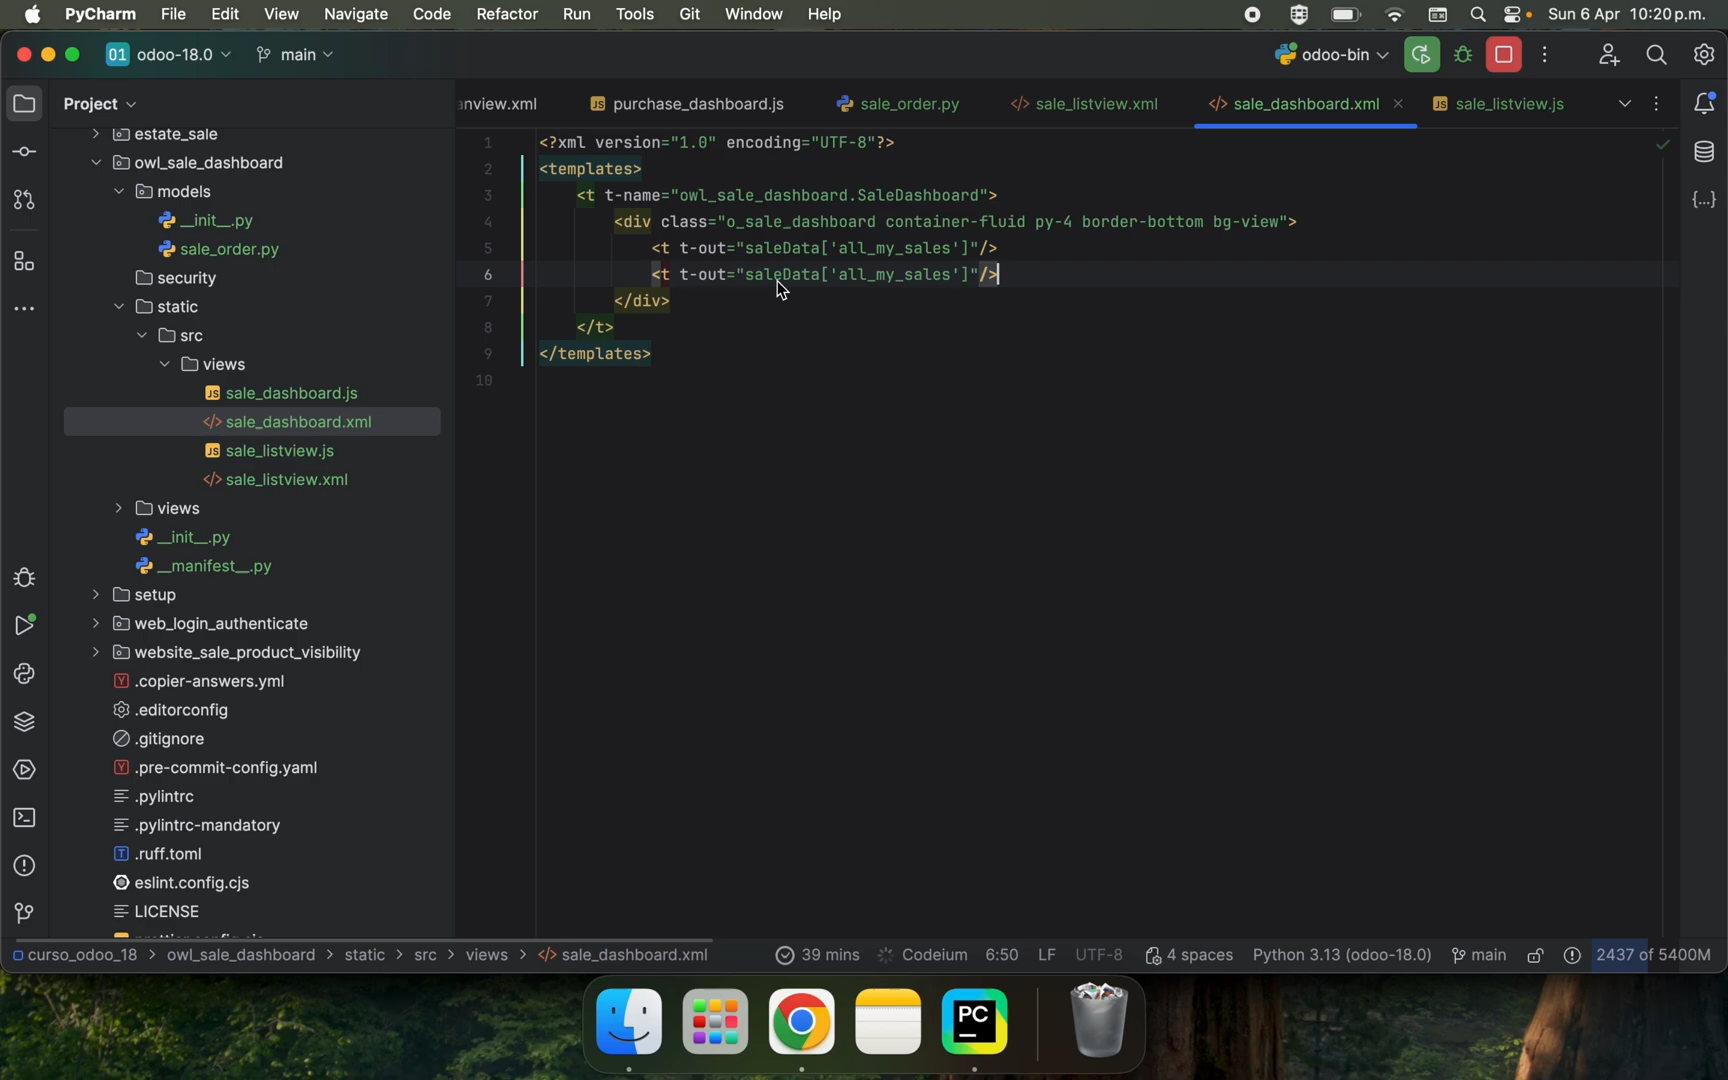 PyCharm File Edit View Navigate Code Refactor Run Tools Git Window Help Sun 6 Apr 10:20 p.m.
01 odoo-18.0 main odoo-bin
Project
anview.xml purchase_dashboard.js sale_order.py sale_listview.xml sale_dashboard.xml sale_listview.js
estate_sale
owl_sale_dashboard
models
__init__.py
sale_order.py
security
static
src
views
sale_dashboard.js
sale_dashboard.xml
sale_listview.js
sale_listview.xml
views
__init__.py
__manifest__.py
setup
web_login_authenticate
website_sale_product_visibility
.copier-answers.yml
.editorconfig
.gitignore
.pre-commit-config.yaml
.pylintrc
.pylintrc-mandatory
.ruff.toml
eslint.config.cjs
LICENSE
1 <?xml version="1.0" encoding="UTF-8"?>
2 <templates>
3 <t t-name="owl_sale_dashboard.SaleDashboard">
4 <div class="o_sale_dashboard container-fluid py-4 border-bottom bg-view">
5 <t t-out="saleData['all_my_sales']"/>
6 <t t-out="saleData['all_my_sales']"/>
7 </div>
8 </t>
9 </templates>
10
curso_odoo_18 > owl_sale_dashboard > static > src > views > sale_dashboard.xml 39 mins Codeium 6:50 LF UTF-8 4 spaces Python 3.13 (odoo-18.0) main 2437 of 5400M
PC